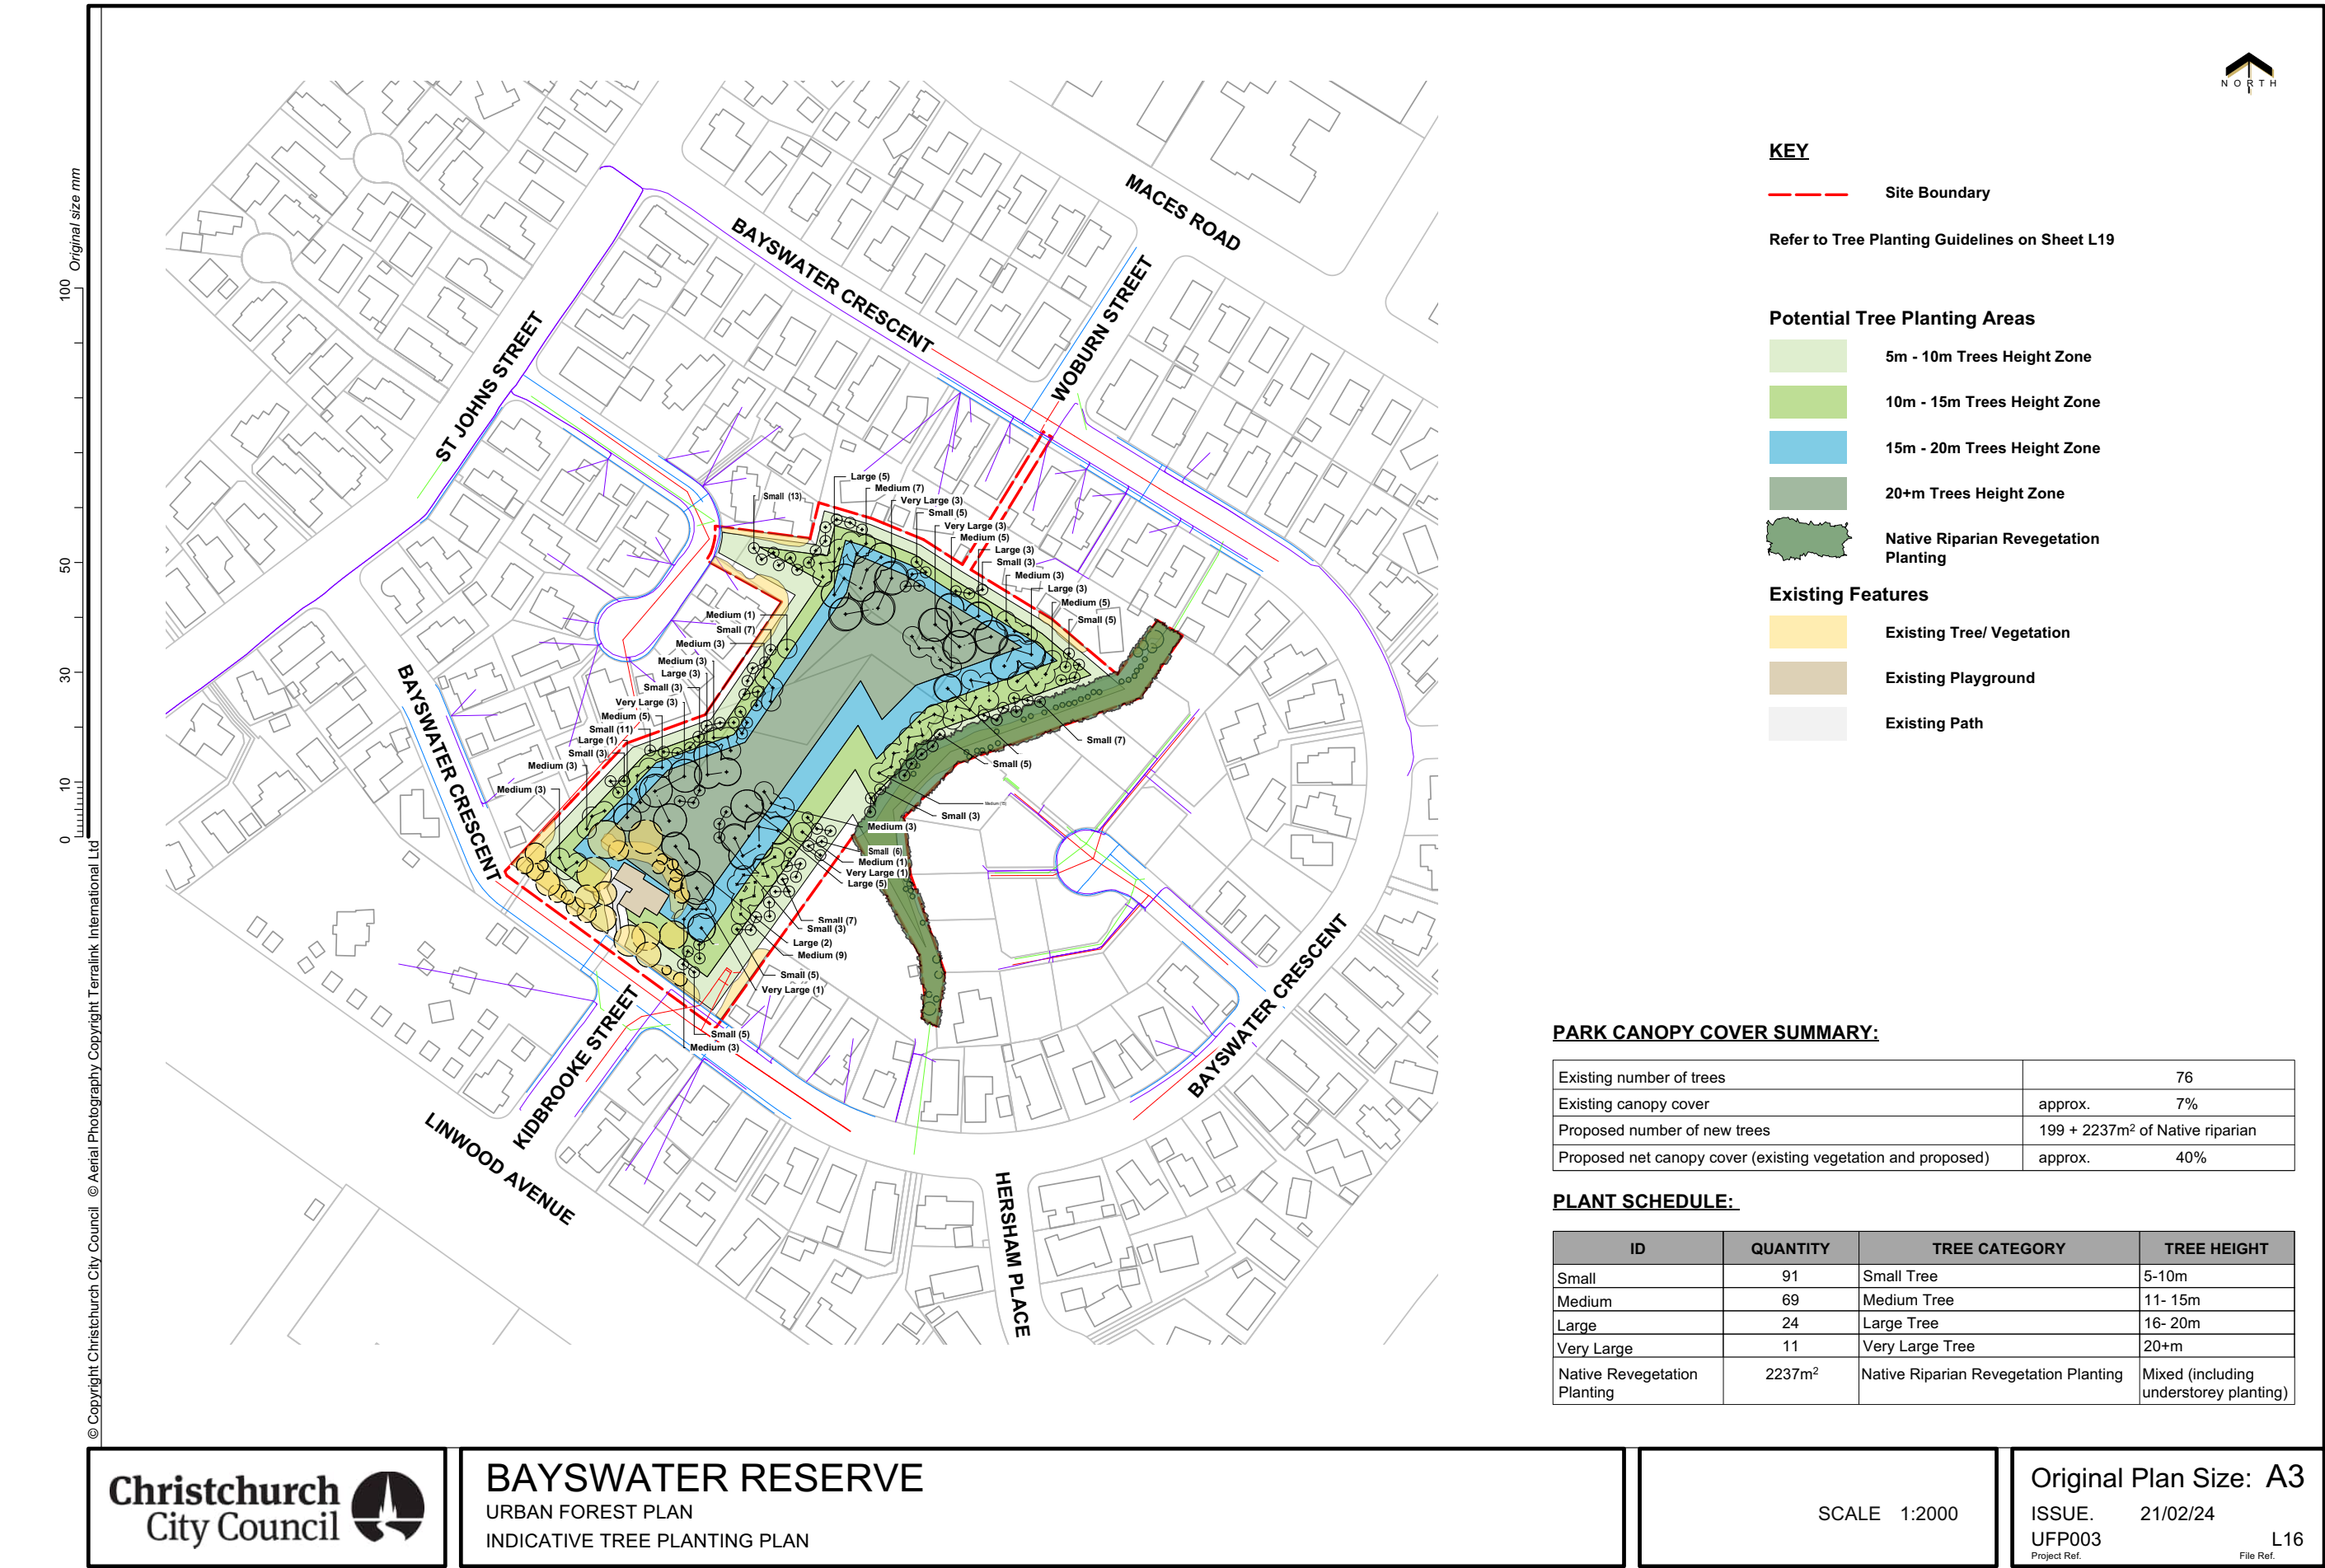 NORTH
KEY
Site Boundary
Refer to Tree Planting Guidelines on Sheet L19
Potential Tree Planting Areas
5m - 10m Trees Height Zone
10m - 15m Trees Height Zone
15m - 20m Trees Height Zone
20+m Trees Height Zone
Native Riparian Revegetation
Planting
Existing Features
Existing Tree/ Vegetation
Existing Playground
Existing Path
MACES ROAD
BAYSWATER CRESCENT
WOBURN STREET
ST JOHNS STREET
BAYSWATER CRESCENT
KIDBROOKE STREET
LINWOOD AVENUE
HERSHAM PLACE
BAYSWATER CRESCENT
Large (5)
Medium (7)
Small (13)
Very Large (3)
Small (5)
Very Large (3)
Medium (5)
Large (3)
Small (3)
Medium (3)
Large (3)
Medium (5)
Small (5)
Medium (1)
Small (7)
Medium (3)
Medium (3)
Large (3)
Small (3)
Very Large (3)
Medium (5)
Small (11)
Large (1)
Small (3)
Medium (3)
Medium (3)
Small (7)
Small (5)
Small (3)
Medium (3)
Small (6)
Medium (1)
Very Large (1)
Large (5)
Small (7)
Small (3)
Large (2)
Medium (9)
Small (5)
Very Large (1)
Small (5)
Medium (3)
100
50
30
10
0
Original size mm
© Copyright Christchurch City Council © Aerial Photography Copyright Terralink International Ltd
PARK CANOPY COVER SUMMARY:
Existing number of trees 76
Existing canopy cover approx. 7%
Proposed number of new trees 199 + 2237m² of Native riparian
Proposed net canopy cover (existing vegetation and proposed) approx. 40%
PLANT SCHEDULE:
ID QUANTITY TREE CATEGORY TREE HEIGHT
Small 91 Small Tree 5-10m
Medium 69 Medium Tree 11- 15m
Large 24 Large Tree 16- 20m
Very Large 11 Very Large Tree 20+m
Native Revegetation 2237m² Native Riparian Revegetation Planting Mixed (including
Planting understorey planting)
Christchurch
City Council
BAYSWATER RESERVE
URBAN FOREST PLAN
INDICATIVE TREE PLANTING PLAN
SCALE 1:2000
Original Plan Size: A3
ISSUE. 21/02/24
UFP003 L16
Project Ref. File Ref.